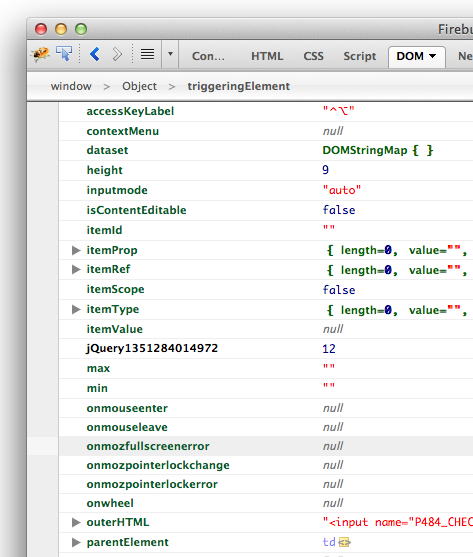 Firebu
Con... HTML CSS Script DOM Ne
window > Object > triggeringElement
accessKeyLabel "^⌥"
contextMenu null
dataset DOMStringMap { }
height 9
inputmode "auto"
isContentEditable false
itemId ""
itemProp { length=0, value="",
itemRef { length=0, value="",
itemScope false
itemType { length=0, value="",
itemValue null
jQuery1351284014972 12
max ""
min ""
onmouseenter null
onmouseleave null
onmozfullscreenerror null
onmozpointerlockchange null
onmozpointerlockerror null
onwheel null
outerHTML "<input name="P484_CHEC
parentElement td